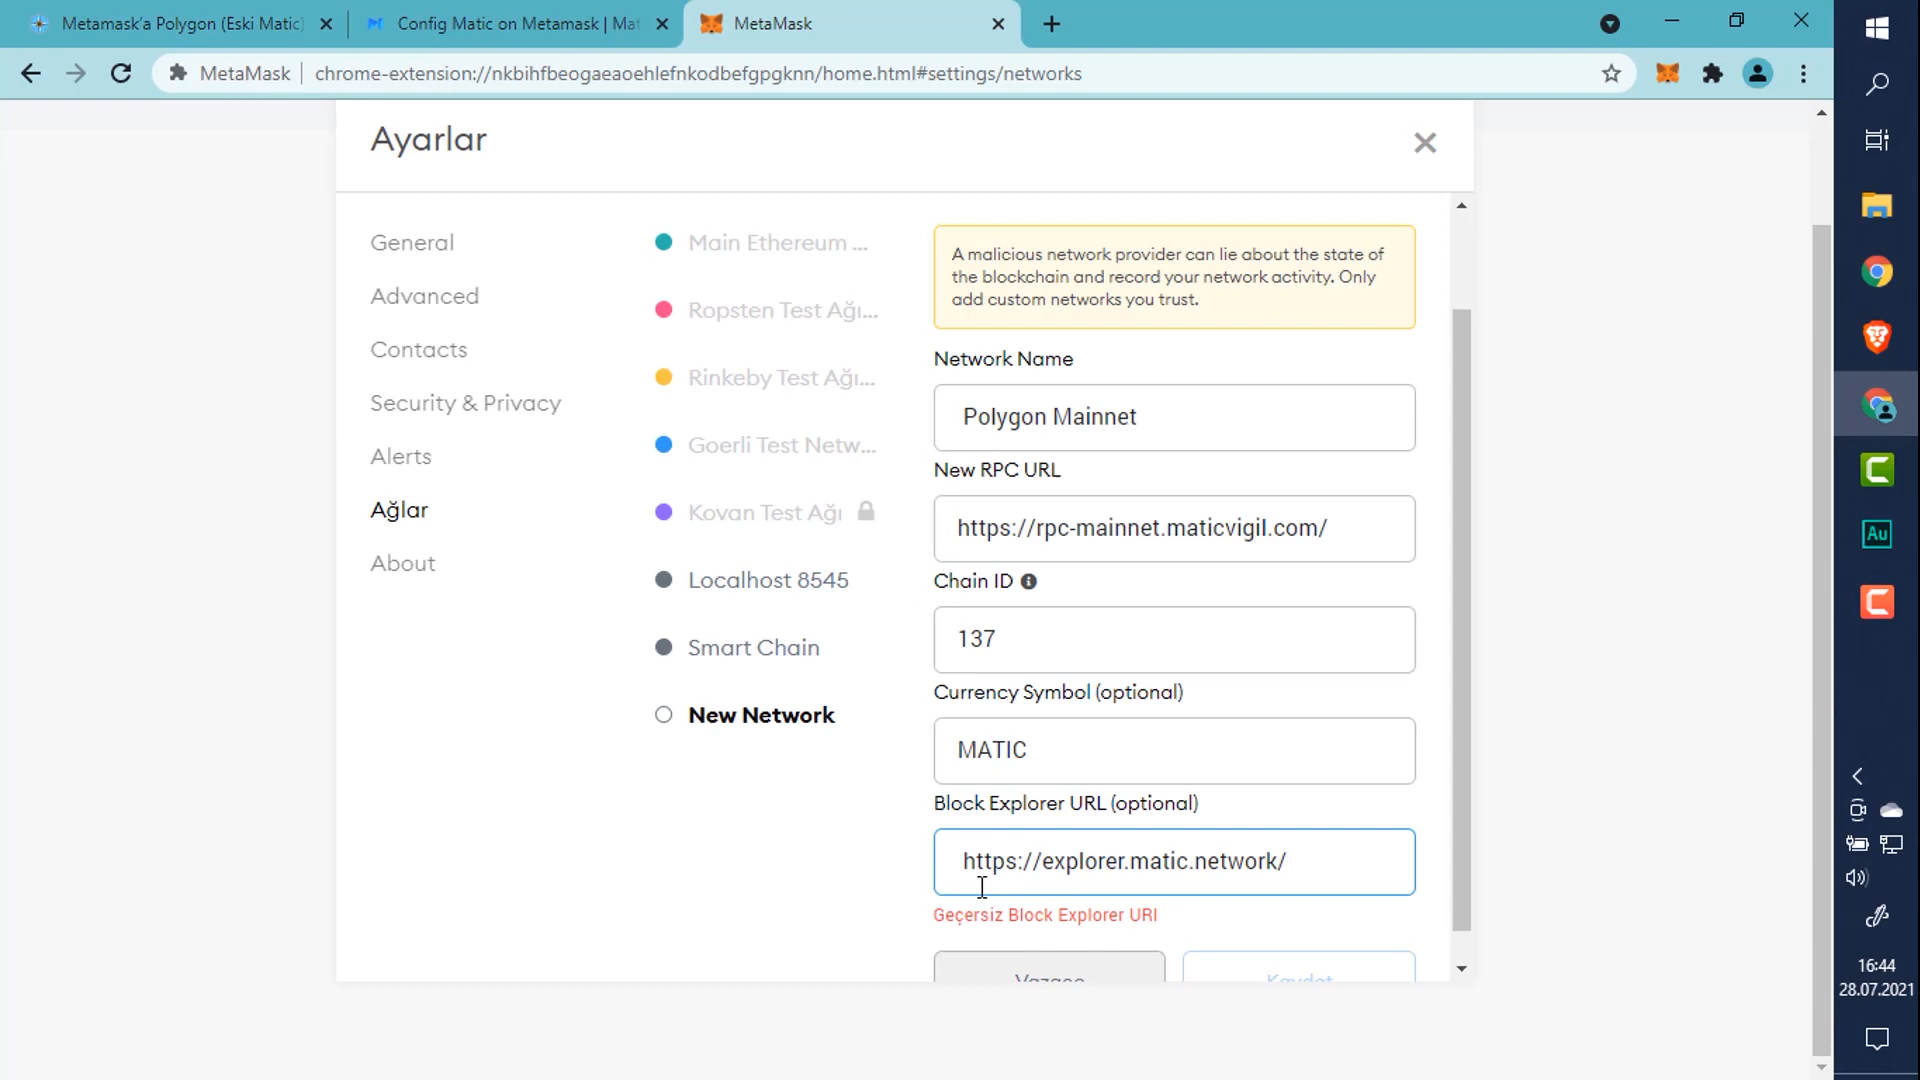 Metamask'a Polygon (Eski Matic)
Config Matic on Metamask | Mat
MetaMask
MetaMask
chrome-extension://nkbihfbeogaeaoehlefnkodbefgpgknn/home.html#settings/networks
Ayarlar
General
Advanced
Contacts
Security & Privacy
Alerts
Ağlar
About
Main Ethereum ...
Ropsten Test Ağı...
Rinkeby Test Ağı...
Goerli Test Netw...
Kovan Test Ağı
Localhost 8545
Smart Chain
New Network
A malicious network provider can lie about the state of
the blockchain and record your network activity. Only
add custom networks you trust.
Network Name
Polygon Mainnet
New RPC URL
https://rpc-mainnet.maticvigil.com/
Chain ID
137
Currency Symbol (optional)
MATIC
Block Explorer URL (optional)
https://explorer.matic.network/
Geçersiz Block Explorer URI
Vazgeç
Kaydet
Au
16:44
28.07.2021